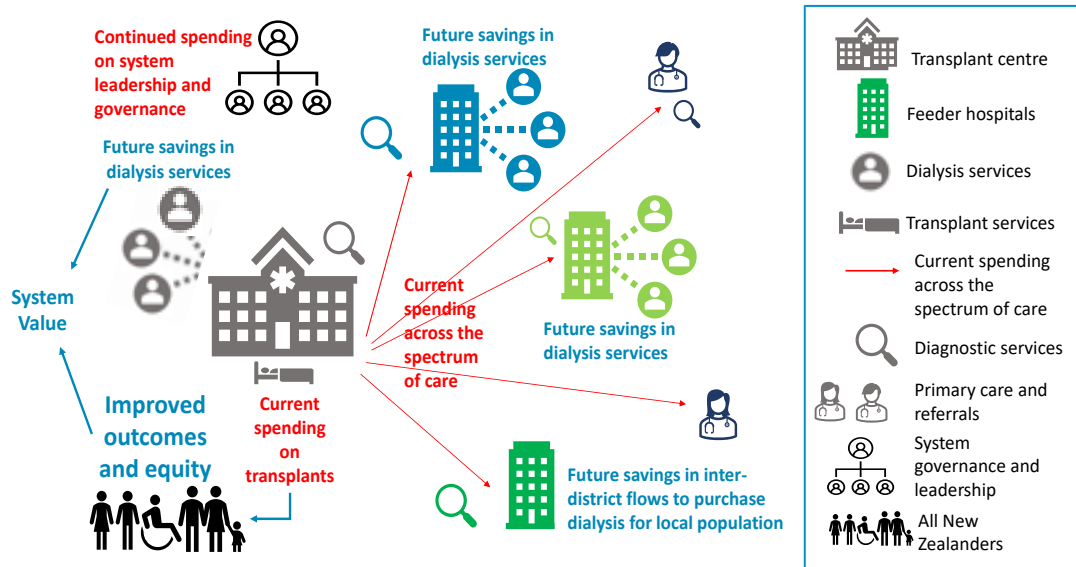 Continued spending
on system
leadership and
governance
Future savings in
dialysis services
Future savings in
dialysis services
System
Value
Current
spending
across the
spectrum
of care
Future savings in
dialysis services
Improved
outcomes
and equity
Current
spending
on
transplants
Future savings in inter-
district flows to purchase
dialysis for local population
Transplant centre
Feeder hospitals
Dialysis services
Transplant services
Current spending
across the
spectrum of care
Diagnostic services
Primary care and
referrals
System
governance and
leadership
All New
Zealanders